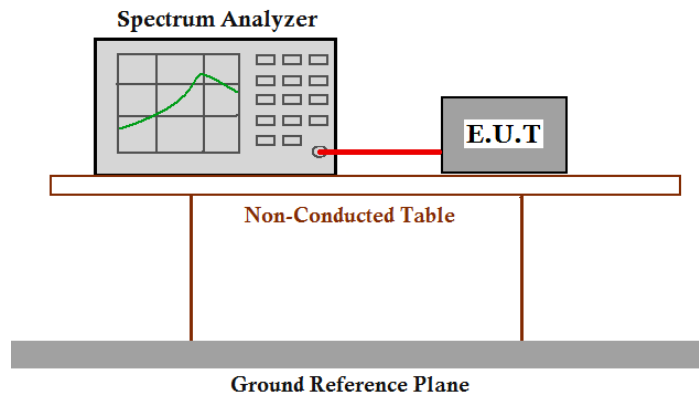 Spectrum Analyzer
E.U.T
Non-Conducted Table
Ground Reference Plane